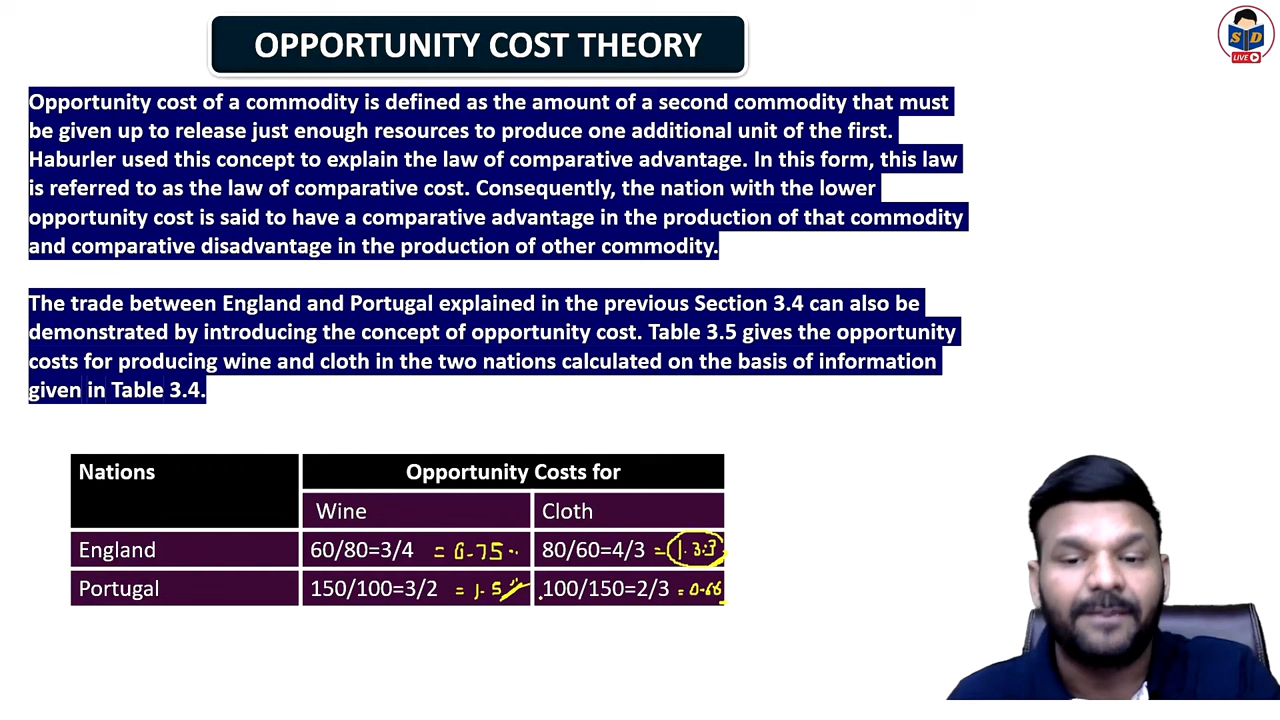 OPPORTUNITY COST THEORY
S D
LIVE
Opportunity cost of a commodity is defined as the amount of a second commodity that must
be given up to release just enough resources to produce one additional unit of the first.
Haburler used this concept to explain the law of comparative advantage. In this form, this law
is referred to as the law of comparative cost. Consequently, the nation with the lower
opportunity cost is said to have a comparative advantage in the production of that commodity
and comparative disadvantage in the production of other commodity.
The trade between England and Portugal explained in the previous Section 3.4 can also be
demonstrated by introducing the concept of opportunity cost. Table 3.5 gives the opportunity
costs for producing wine and cloth in the two nations calculated on the basis of information
given in Table 3.4.
Nations Opportunity Costs for
Wine Cloth
England 60/80=3/4 = 0.75 80/60=4/3 = 1.33
Portugal 150/100=3/2 = 1.5 100/150=2/3 = 0.66